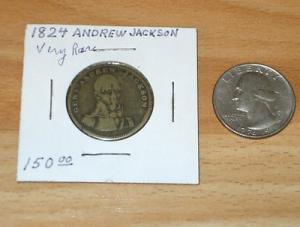 1824 ANDREW JACKSON
Very Rare
GEN. ANDREW JACKSON
LIBERTY
150.00